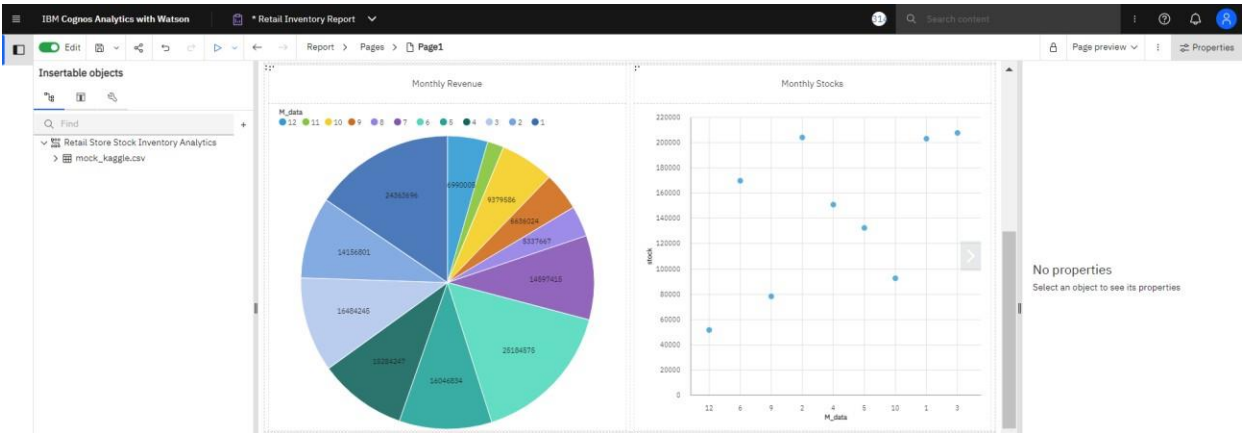 IBM Cognos Analytics with Watson
* Retail Inventory Report
Search content
Edit
Report > Pages > Page1
Page preview
Properties
Insertable objects
Find
Retail Store Stock Inventory Analytics
mock_kaggle.csv
Monthly Revenue
M_data
12 11 10 9 8 7 6 5 4 3 2 1
24363696
6990005
9379586
6636024
5337667
14597415
14156801
16484245
16046834
Monthly Stocks
220000
200000
180000
160000
140000
120000
100000
80000
60000
40000
20000
0
stock
12 6 9 2 4 5 10 1 3
M_data
No properties
Select an object to see its properties